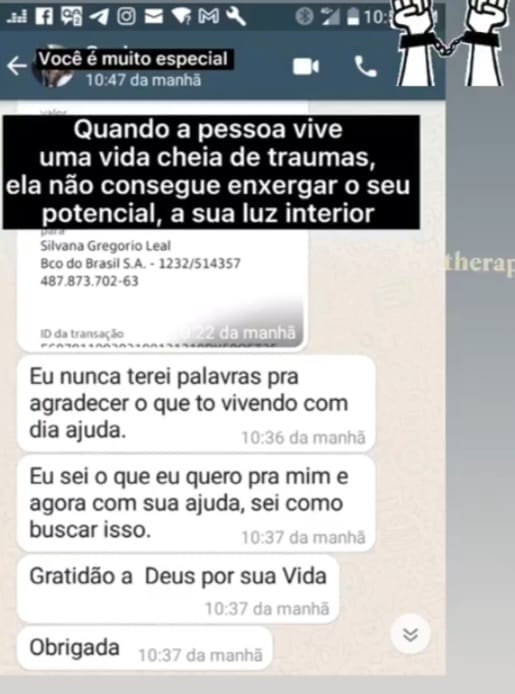 10:
Você é muito especial
10:47 da manhã
valor
Quando a pessoa vive
uma vida cheia de traumas,
ela não consegue enxergar o seu
potencial, a sua luz interior
para
Silvana Gregorio Leal
Bco do Brasil S.A. - 1232/514357
487.873.702-63
therap
ID da transação
:22 da manhã
Eu nunca terei palavras pra
agradecer o que to vivendo com
dia ajuda.
10:36 da manhã
Eu sei o que eu quero pra mim e
agora com sua ajuda, sei como
buscar isso.
10:37 da manhã
Gratidão a Deus por sua Vida
10:37 da manhã
Obrigada
10:37 da manhã